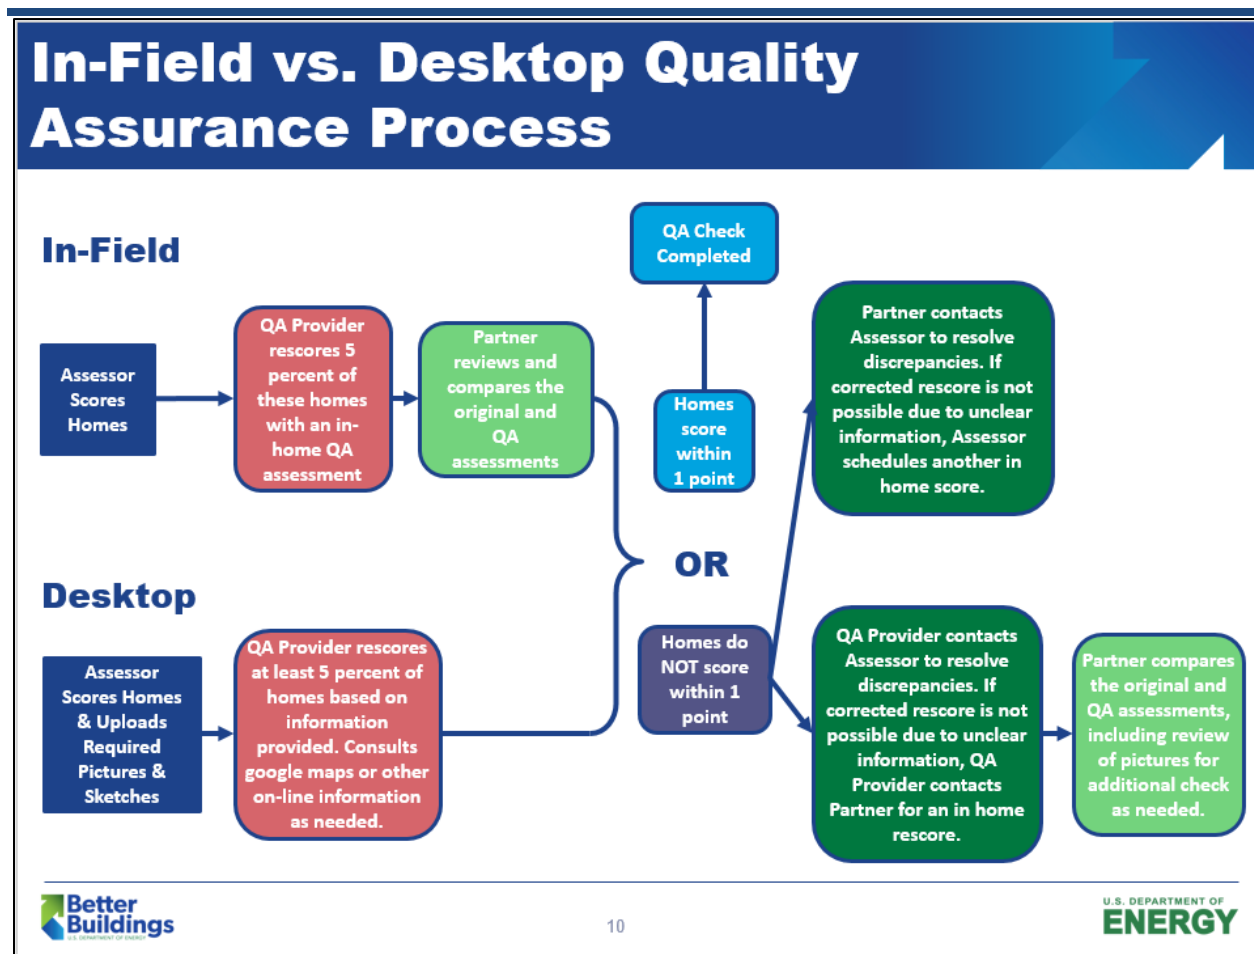 In-Field vs. Desktop Quality
Assurance Process
In-Field
Assessor
Scores
Homes
QA Provider
rescores 5
percent of
these homes
with an in-
home QA
assessment
Partner
reviews and
compares the
original and
QA
assessments
QA Check
Completed
Homes
score
within
1 point
Partner contacts
Assessor to resolve
discrepancies. If
corrected rescore is not
possible due to unclear
information, Assessor
schedules another in
home score.
OR
Desktop
Assessor
Scores Homes
& Uploads
Required
Pictures &
Sketches
QA Provider rescores
at least 5 percent of
homes based on
information
provided. Consults
google maps or other
on-line information
as needed.
Homes do
NOT score
within 1
point
QA Provider contacts
Assessor to resolve
discrepancies. If
corrected rescore is not
possible due to unclear
information, QA
Provider contacts
Partner for an in home
rescore.
Partner compares
the original and
QA assessments,
including review
of pictures for
additional check
as needed.
Better
Buildings
U.S. DEPARTMENT OF ENERGY
10
U.S. DEPARTMENT OF
ENERGY